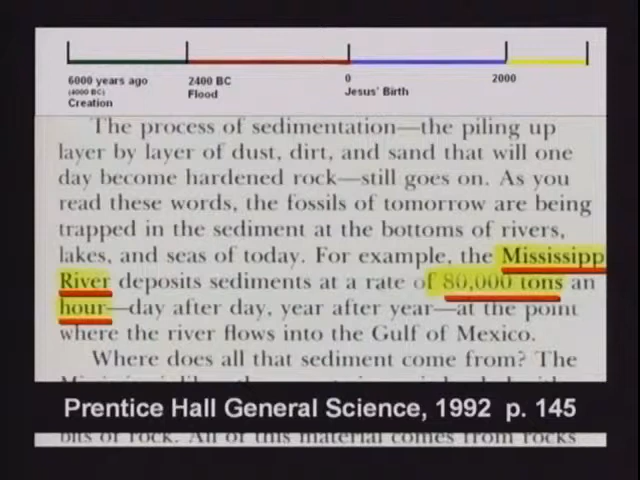 6000 years ago 2400 BC 0 2000
(4000 BC) Flood Jesus' Birth
Creation
The process of sedimentation—the piling up
layer by layer of dust, dirt, and sand that will one
day become hardened rock—still goes on. As you
read these words, the fossils of tomorrow are being
trapped in the sediment at the bottoms of rivers,
lakes, and seas of today. For example, the Mississipp
River deposits sediments at a rate of 80,000 tons an
hour—day after day, year after year—at the point
where the river flows into the Gulf of Mexico.
Where does all that sediment come from? The
Prentice Hall General Science, 1992 p. 145
bits of rock. All of this material comes from rocks